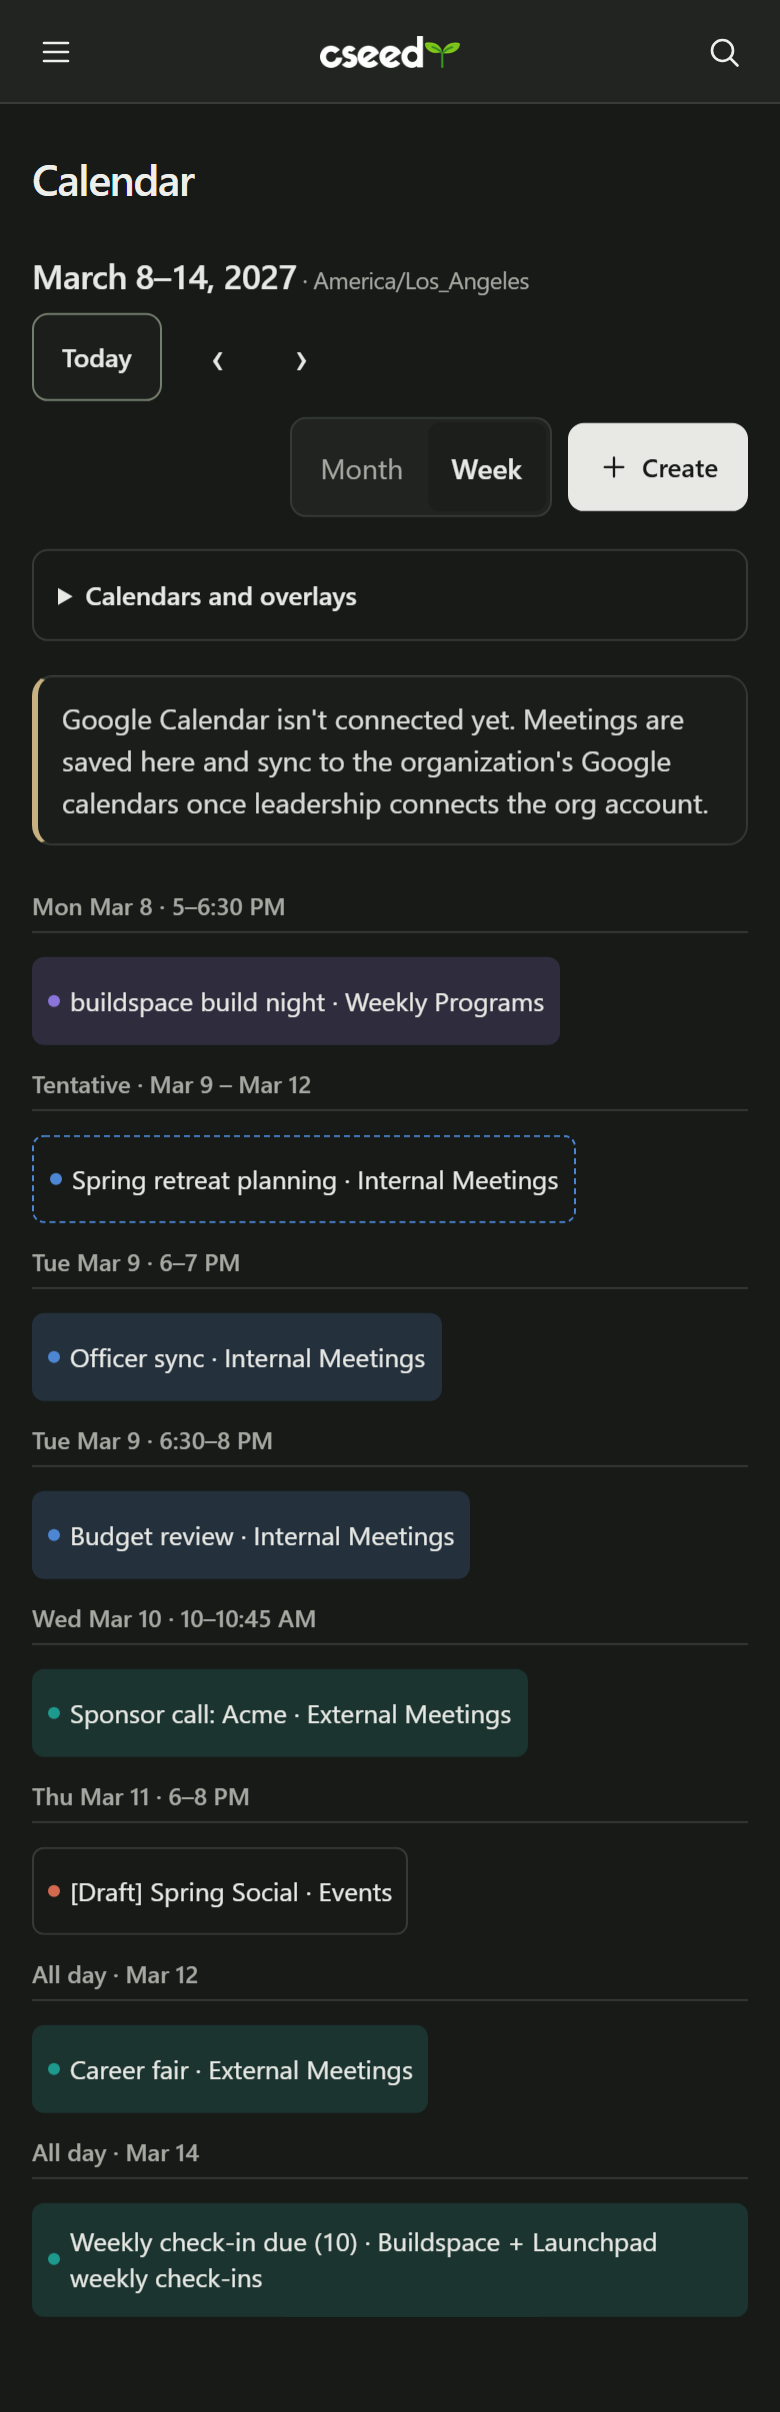 cseed
Calendar
March 8–14, 2027 · America/Los_Angeles
Today
Month
Week
Create
Calendars and overlays
Google Calendar isn't connected yet. Meetings are
saved here and sync to the organization's Google
calendars once leadership connects the org account.
Mon Mar 8 · 5–6:30 PM
buildspace build night · Weekly Programs
Tentative · Mar 9 – Mar 12
Spring retreat planning · Internal Meetings
Tue Mar 9 · 6–7 PM
Officer sync · Internal Meetings
Tue Mar 9 · 6:30–8 PM
Budget review · Internal Meetings
Wed Mar 10 · 10–10:45 AM
Sponsor call: Acme · External Meetings
Thu Mar 11 · 6–8 PM
[Draft] Spring Social · Events
All day · Mar 12
Career fair · External Meetings
All day · Mar 14
Weekly check-in due (10) · Buildspace + Launchpad
weekly check-ins